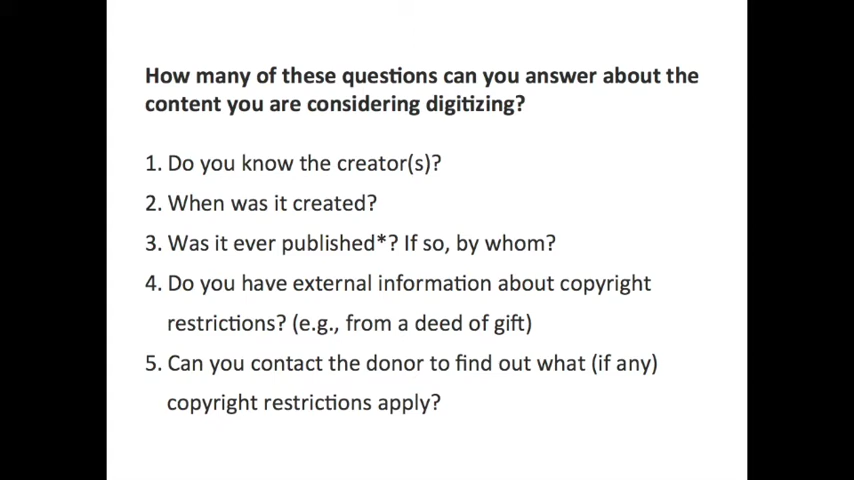 How many of these questions can you answer about the
content you are considering digitizing?
1. Do you know the creator(s)?
2. When was it created?
3. Was it ever published*? If so, by whom?
4. Do you have external information about copyright
restrictions? (e.g., from a deed of gift)
5. Can you contact the donor to find out what (if any)
copyright restrictions apply?